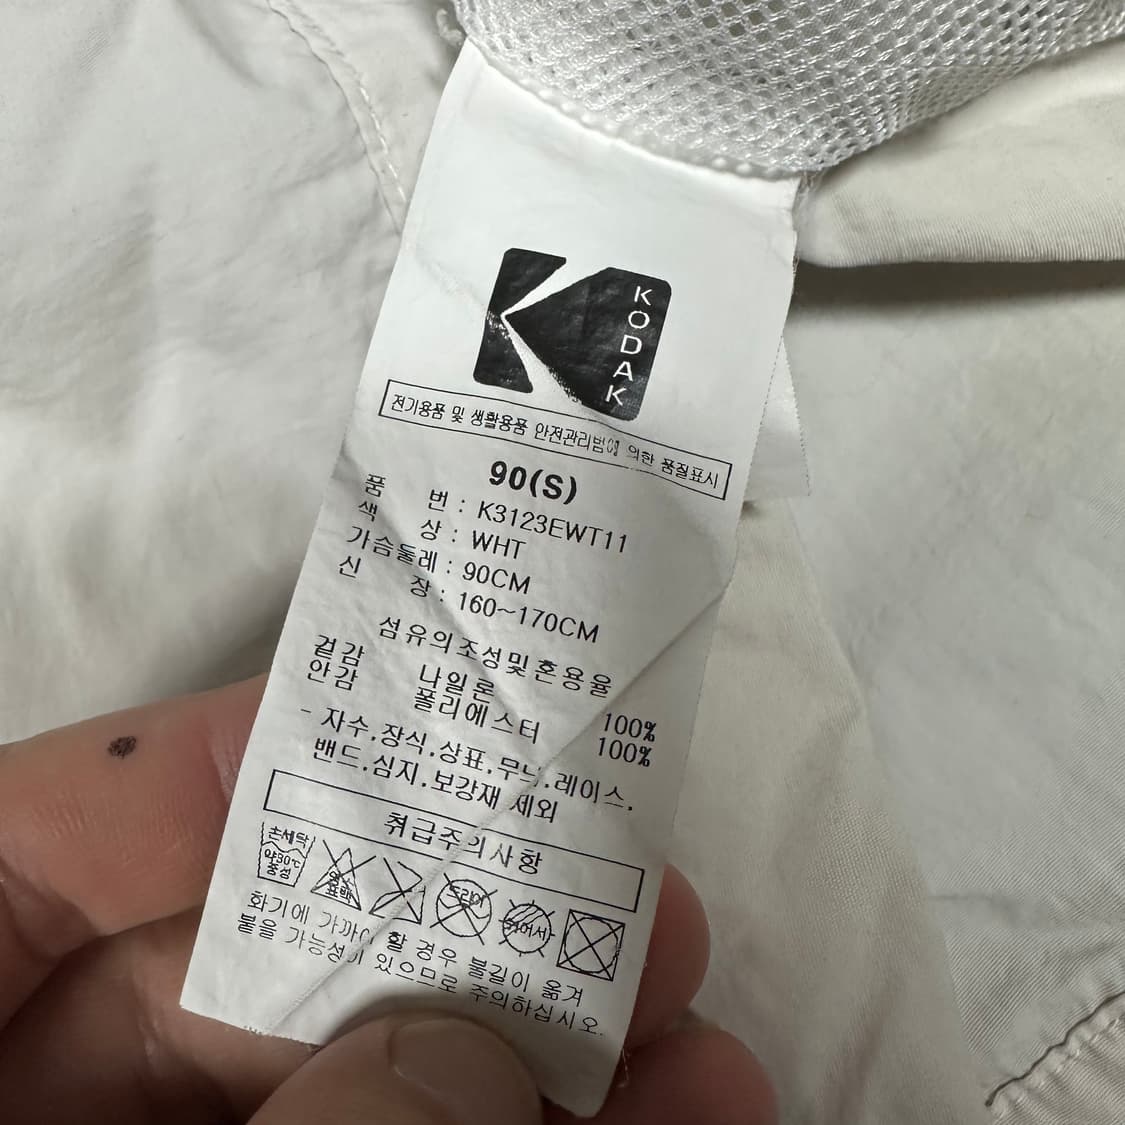 KODAK
전기용품 및 생활용품 안전관리법에 의한 품질표시
90(S)
품 번 : K3123EWT11
색 상 : WHT
가슴둘레 : 90CM
신 장 : 160~170CM
섬유의조성및혼용율
겉감 나일론 100%
안감 폴리에스터 100%
- 자수.장식.상표.무늬.레이스.
밴드.심지.보강재 제외
취급주의사항
손세탁 약30℃ 중성 염소 표백 드라이 뉘어서
화기에 가까이 할 경우 불길이 옮겨
붙을 가능성이 있으므로 주의하십시오.